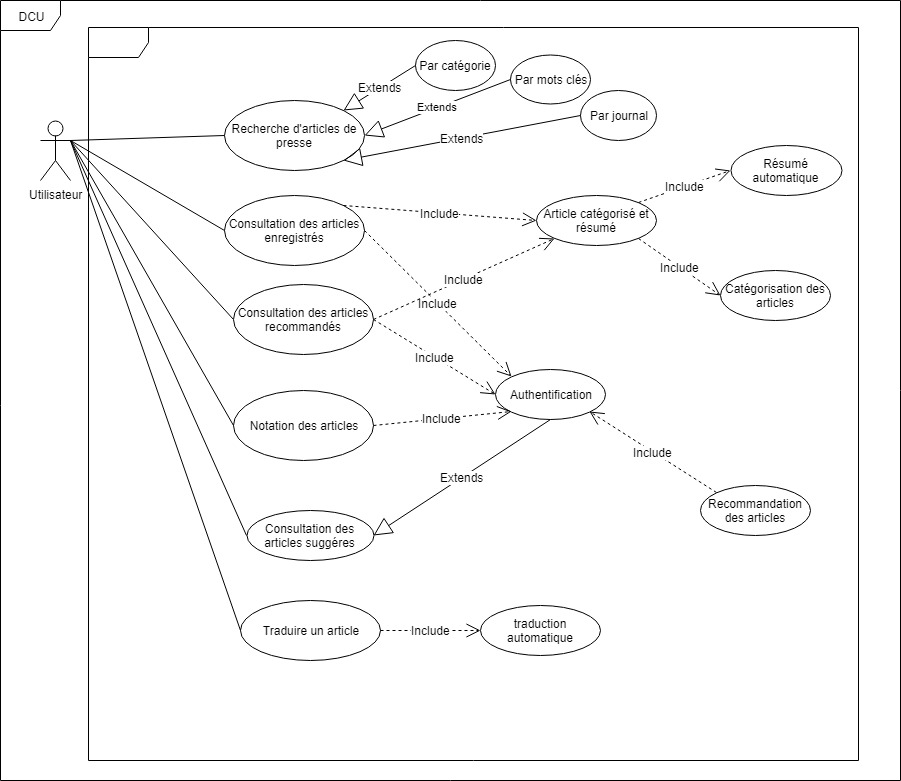 DCU
Par catégorie
Extends
Par mots clés
Extends
Par journal
Recherche d'articles de
presse
Extends
Utilisateur
Résumé
automatique
Include
Consultation des articles
enregistrés
Include
Article catégorisé et
résumé
Include
Include
Catégorisation des
articles
Include
Consultation des articles
recommandés
Include
Authentification
Notation des articles
Include
Include
Extends
Recommandation
des articles
Consultation des
articles suggéres
Traduire un article
Include
traduction
automatique